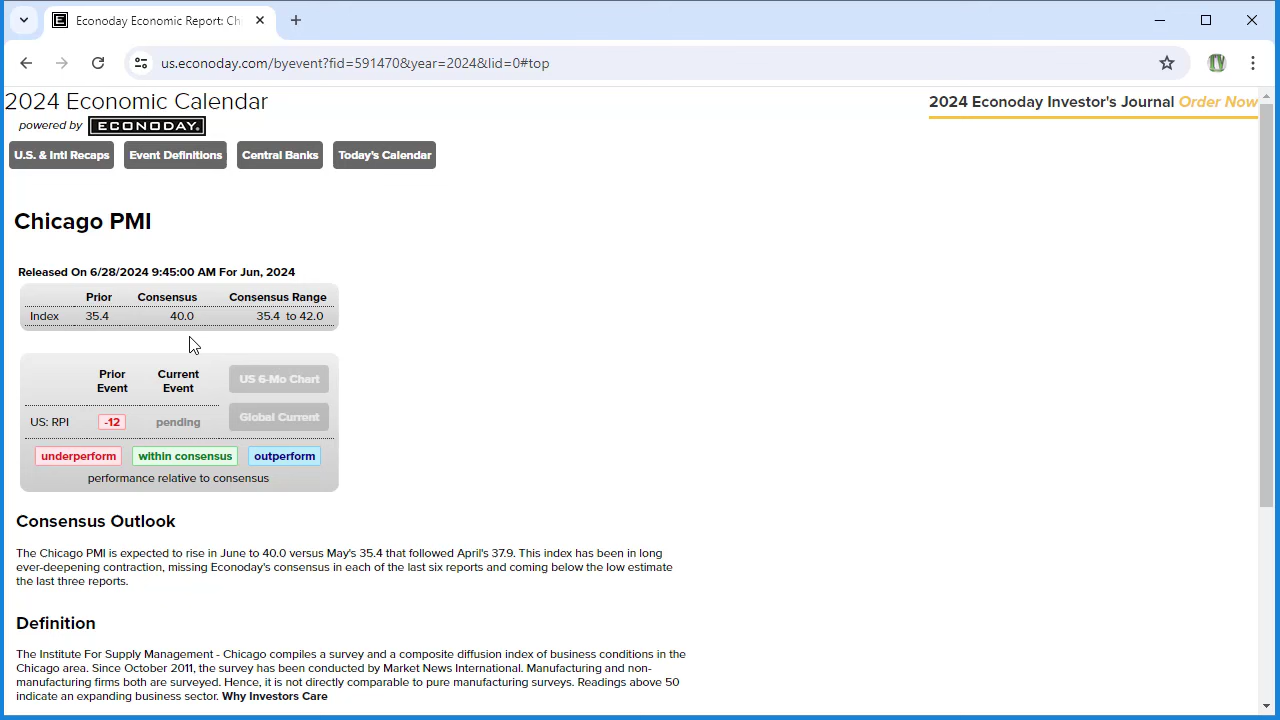 Econoday Economic Report: Ch
us.econoday.com/byevent?fid=591470&year=2024&lid=0#top
2024 Economic Calendar
2024 Econoday Investor's Journal Order Now
powered by ECONODAY.
U.S. & Intl Recaps Event Definitions Central Banks Today's Calendar
Chicago PMI
Released On 6/28/2024 9:45:00 AM For Jun, 2024
Prior Consensus Consensus Range
Index 35.4 40.0 35.4 to 42.0
Prior Event Current Event US 6-Mo Chart
Global Current
US: RPI -12 pending
underperform within consensus outperform
performance relative to consensus
Consensus Outlook
The Chicago PMI is expected to rise in June to 40.0 versus May's 35.4 that followed April's 37.9. This index has been in long
ever-deepening contraction, missing Econoday's consensus in each of the last six reports and coming below the low estimate
the last three reports.
Definition
The Institute For Supply Management - Chicago compiles a survey and a composite diffusion index of business conditions in the
Chicago area. Since October 2011, the survey has been conducted by Market News International. Manufacturing and non-
manufacturing firms both are surveyed. Hence, it is not directly comparable to pure manufacturing surveys. Readings above 50
indicate an expanding business sector. Why Investors Care